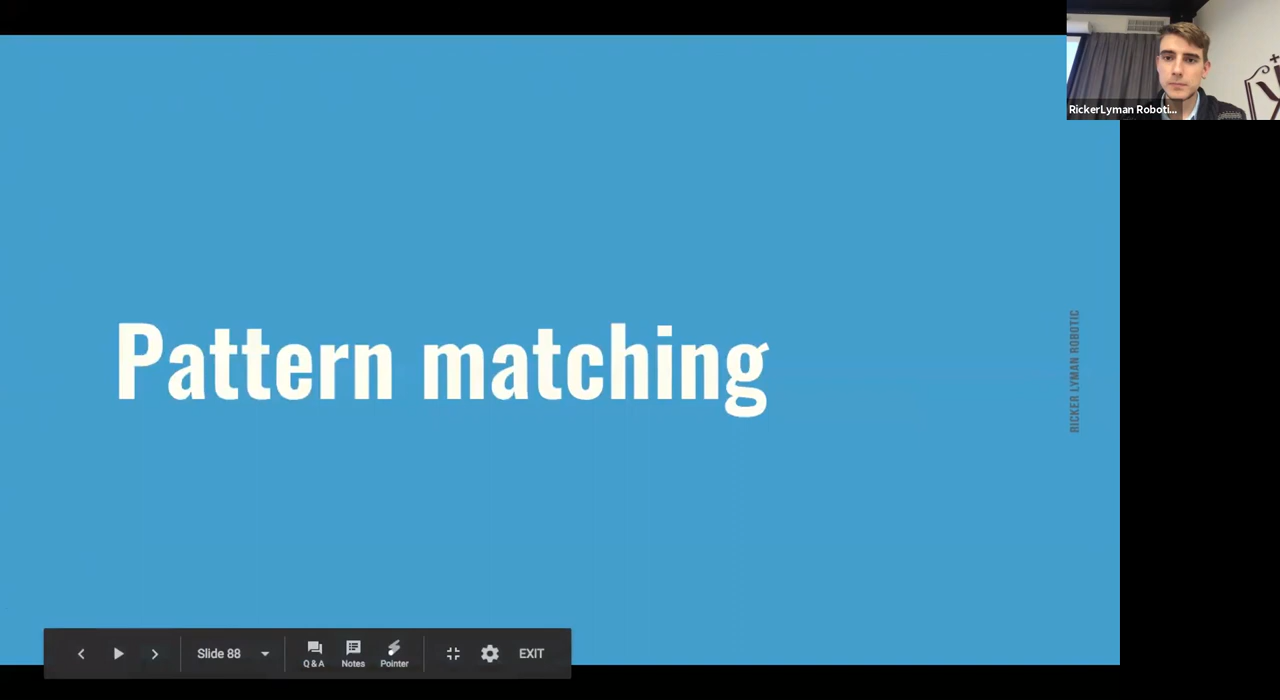 RickerLyman Roboti...
Pattern matching
RICKER LYMAN ROBOTIC
Slide 88
Q & A
Notes
Pointer
EXIT